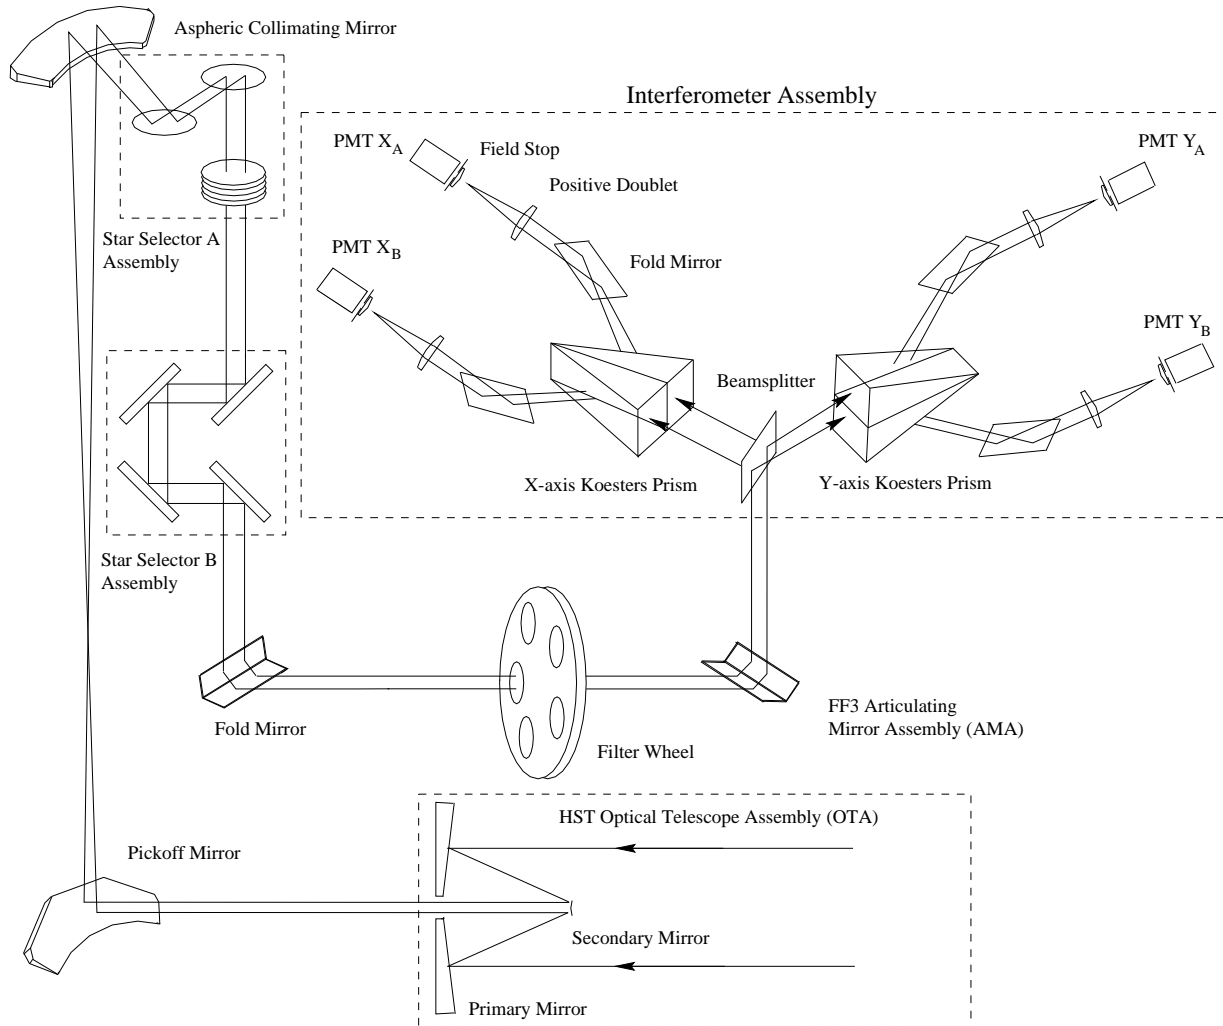 Aspheric Collimating Mirror
Interferometer Assembly
PMT X_A
Field Stop
PMT Y_A
Positive Doublet
Star Selector A
Assembly
PMT X_B
Fold Mirror
PMT Y_B
Beamsplitter
X-axis Koesters Prism
Y-axis Koesters Prism
Star Selector B
Assembly
Fold Mirror
FF3 Articulating
Mirror Assembly (AMA)
Filter Wheel
HST Optical Telescope Assembly (OTA)
Pickoff Mirror
Secondary Mirror
Primary Mirror